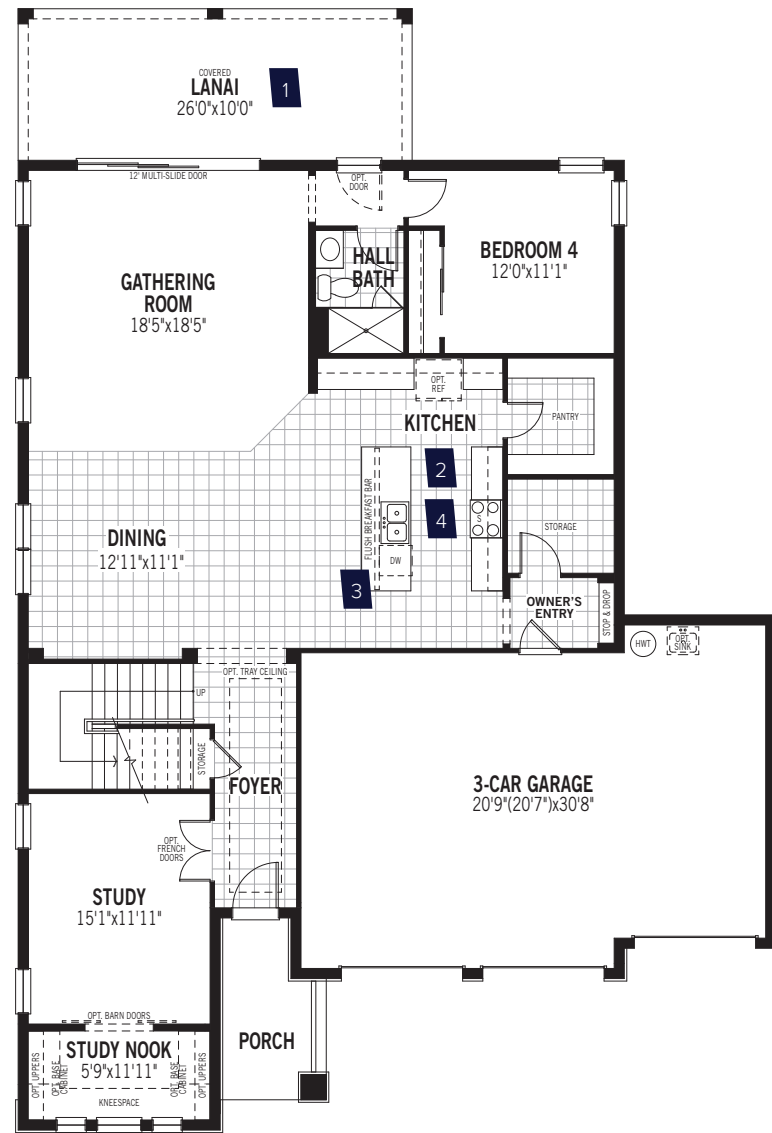 COVERED
LANAI
26'0"x10'0"
1
12' MULTI-SLIDE DOOR
OPT.
DOOR
HALL
BATH
BEDROOM 4
12'0"x11'1"
GATHERING
ROOM
18'5"x18'5"
OPT.
REF
KITCHEN
PANTRY
2
FLUSH BREAKFAST BAR
4
S
STORAGE
DINING
12'11"x11'1"
DW
3
OWNER'S
ENTRY
STOP & DROP
HWT
OPT.
SINK
OPT. TRAY CEILING
UP
STORAGE
FOYER
3-CAR GARAGE
20'9"(20'7")x30'8"
OPT.
FRENCH
DOORS
STUDY
15'1"x11'11"
OPT. BARN DOORS
STUDY NOOK
5'9"x11'11"
OPT. UPPERS
OPT. BASE
CABINET
OPT. BASE
CABINET
OPT. UPPERS
KNEESPACE
PORCH